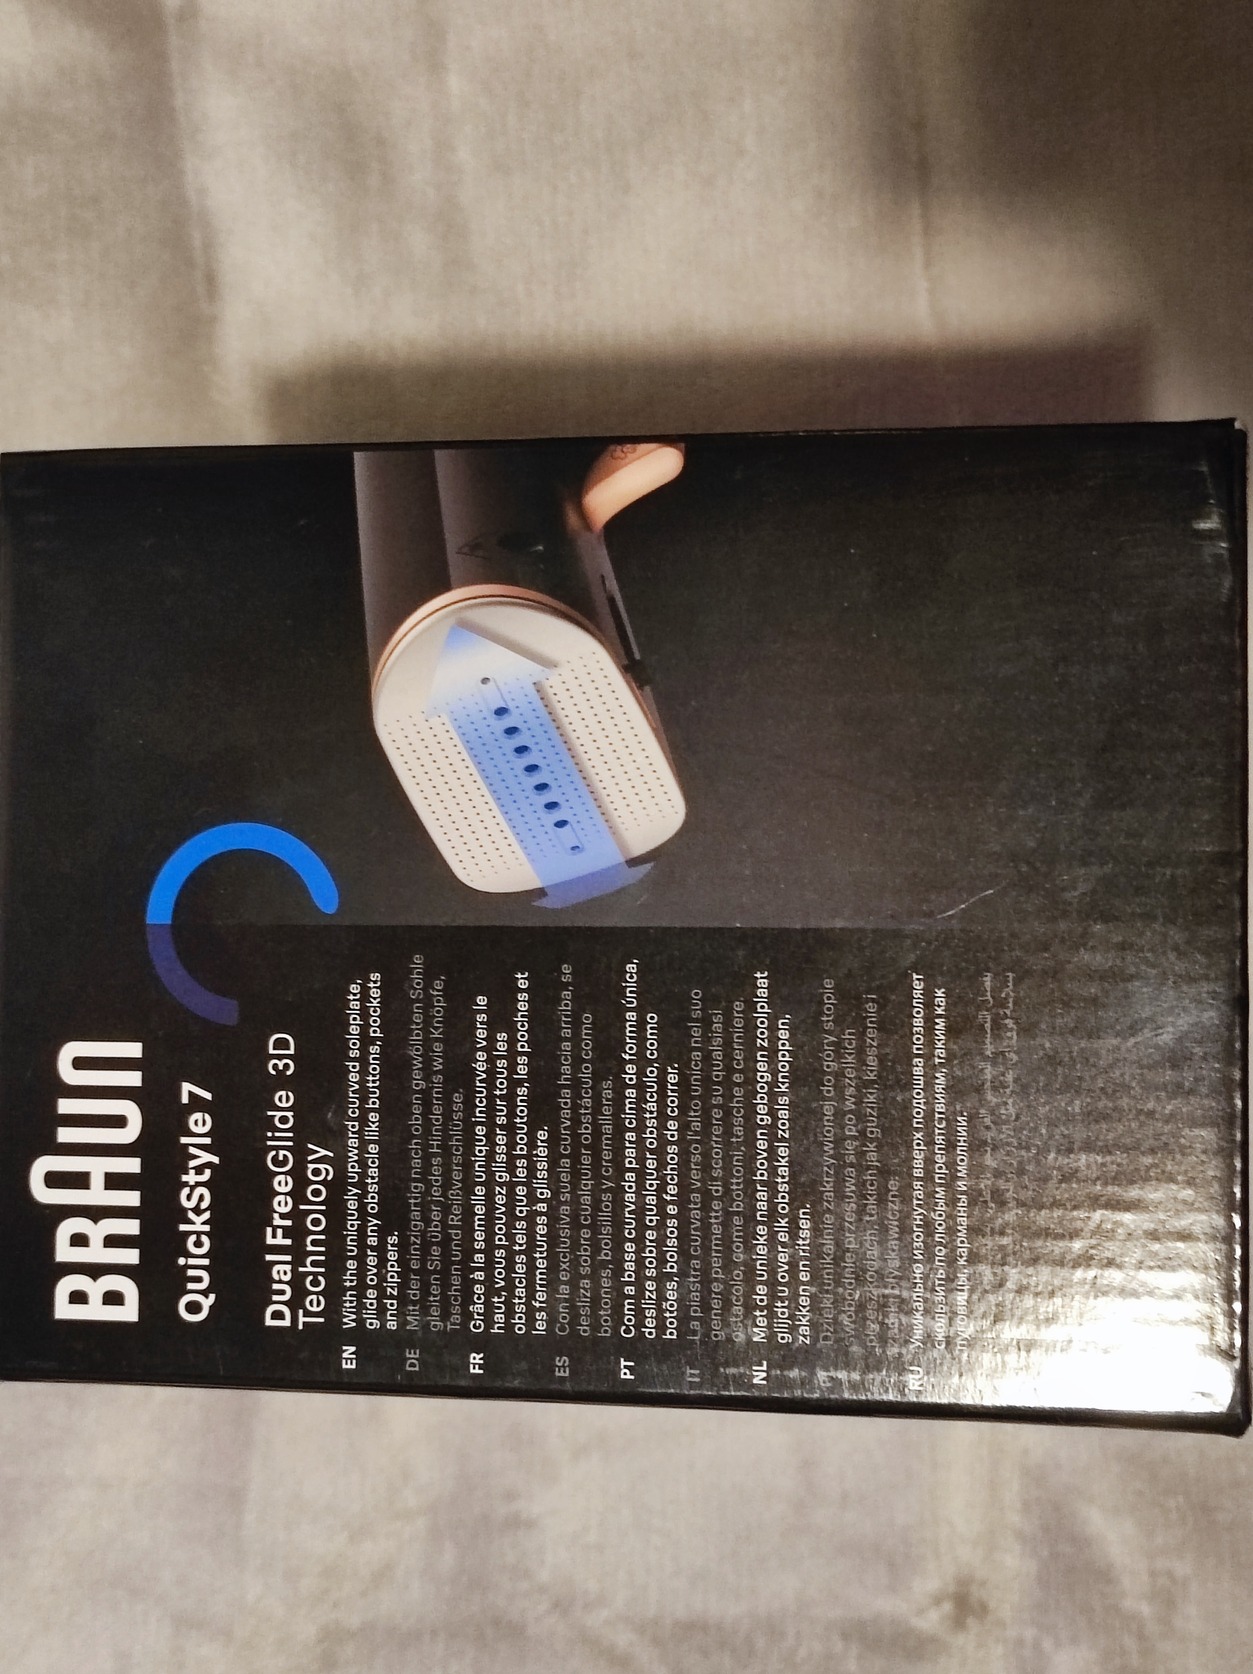 BRAUN
QuickStyle 7
Dual FreeGlide 3D
Technology
EN With the uniquely upward curved soleplate,
glide over any obstacle like buttons, pockets
and zippers.
DE Mit der einzigartig nach oben gewölbten Sohle
gleiten Sie über jedes Hindernis wie Knöpfe,
Taschen und Reißverschlüsse.
FR Grâce à la semelle unique incurvée vers le
haut, vous pouvez glisser sur tous les
obstacles tels que les boutons, les poches et
les fermetures à glissière.
ES Con la exclusiva suela curvada hacia arriba, se
desliza sobre cualquier obstáculo como
botones, bolsillos y cremalleras.
PT Com a base curvada para cima de forma única,
deslize sobre qualquer obstáculo, como
botões, bolsos e fechos de correr.
IT La piastra curvata verso l'alto unica nel suo
genere permette di scorrere su qualsiasi
ostacolo, come bottoni, tasche e cerniere.
NL Met de unieke naar boven gebogen zoolplaat
glijdt u over elk obstakel zoals knoppen,
zakken en ritsen.
Dzięki unikalnie zakrzywionej do góry stopie
swobodnie przesuwa się po wszelkich
przeszkodach, takich jak guziki, kieszenie i
RU Уникально изогнутая вверх подошва позволяет
скользить по любым препятствиям, таким как
пуговицы, карманы и молнии.